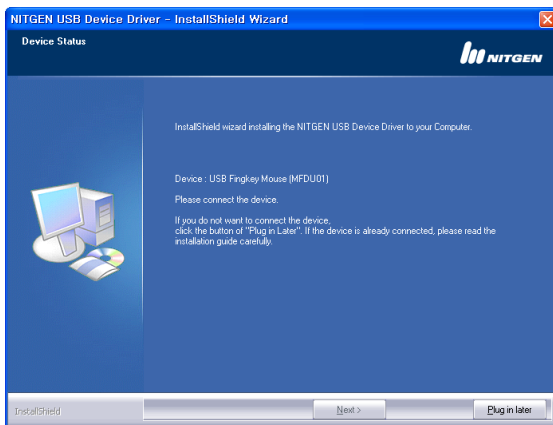 NITGEN USB Device Driver - InstallShield Wizard
Device Status
NITGEN
InstallShield wizard installing the NITGEN USB Device Driver to your Computer.
Device : USB Fingkey Mouse (MFDU01)
Please connect the device.
If you do not want to connect the device,
click the button of "Plug in Later". If the device is already connected, please read the
installation guide carefully.
InstallShield
Next >
Plug in later